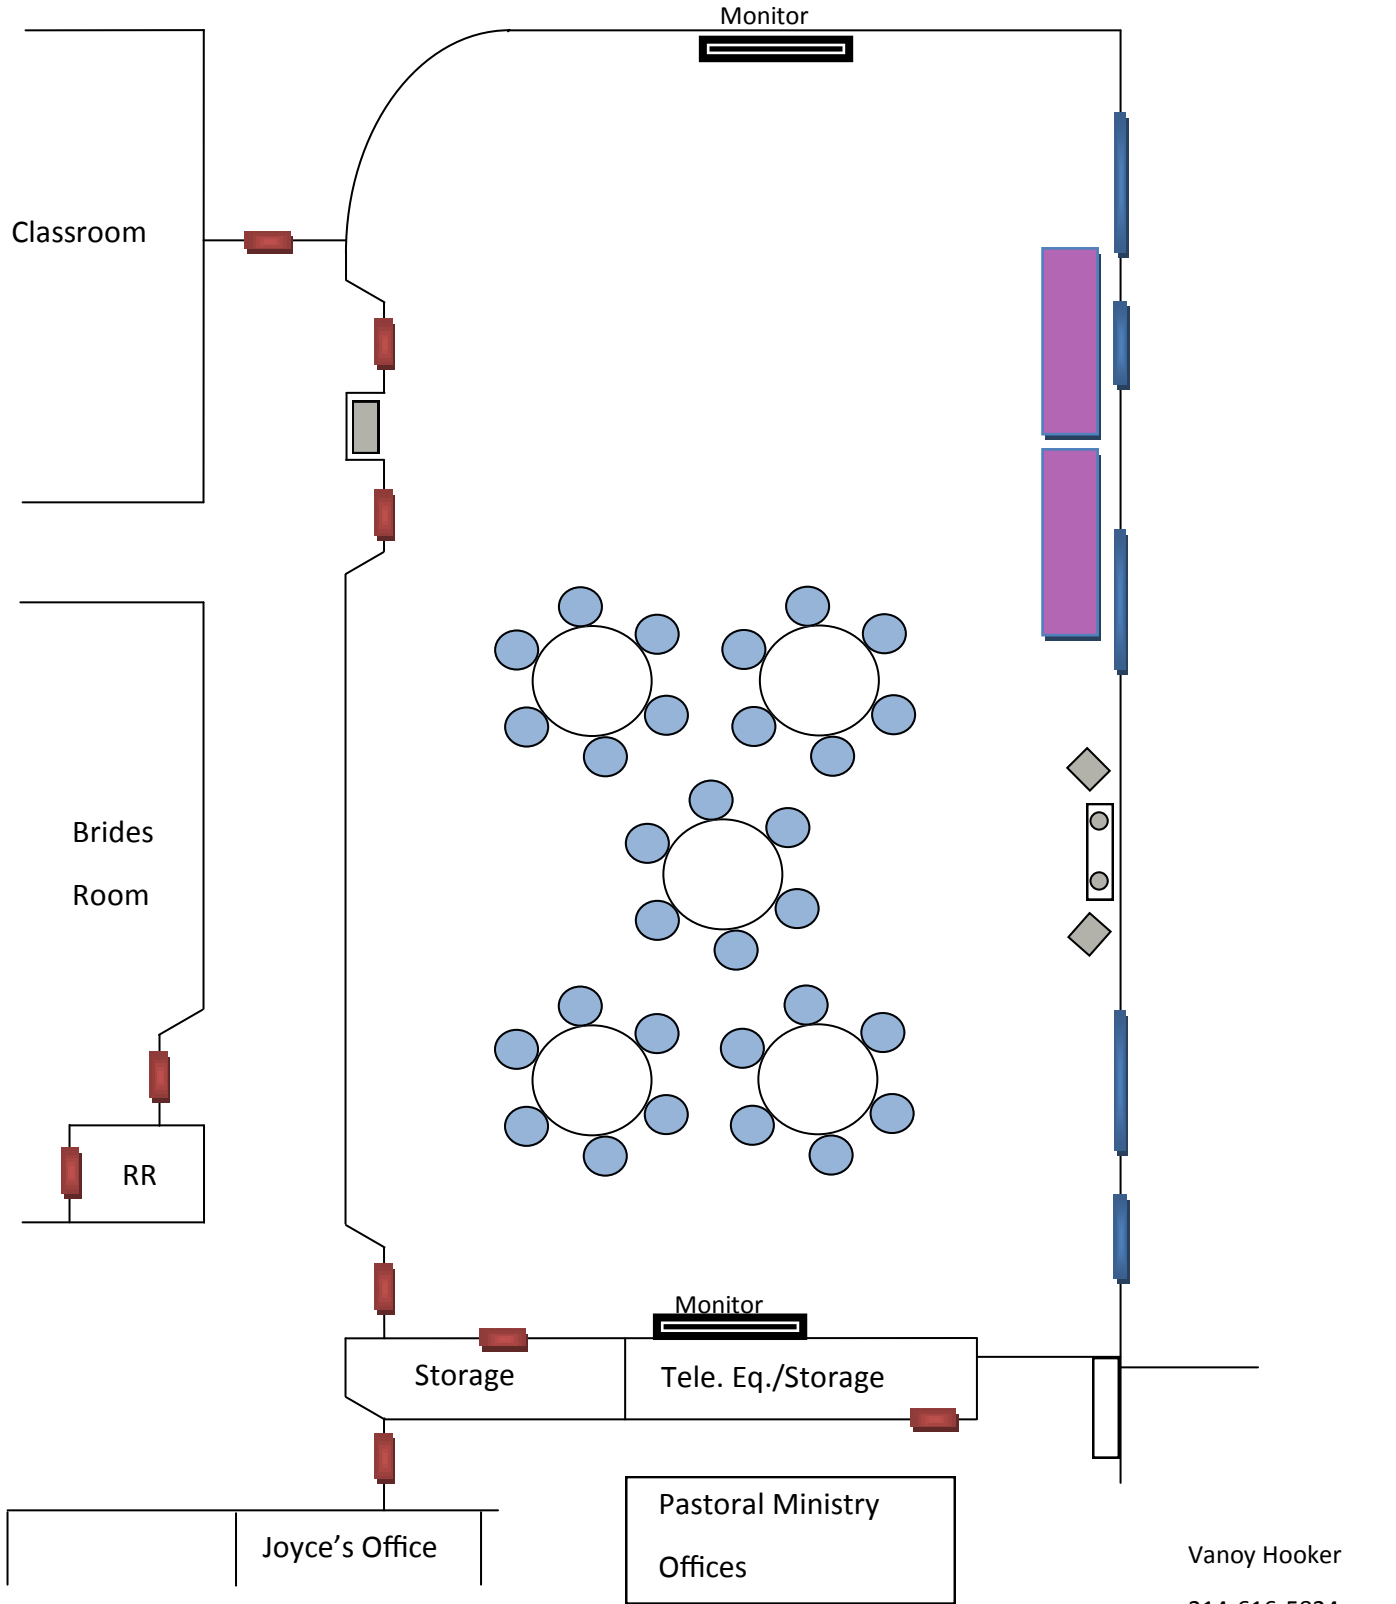 Monitor
Classroom
Brides
Room
RR
Monitor
Storage
Tele. Eq./Storage
Pastoral Ministry
Offices
Joyce’s Office
Vanoy Hooker